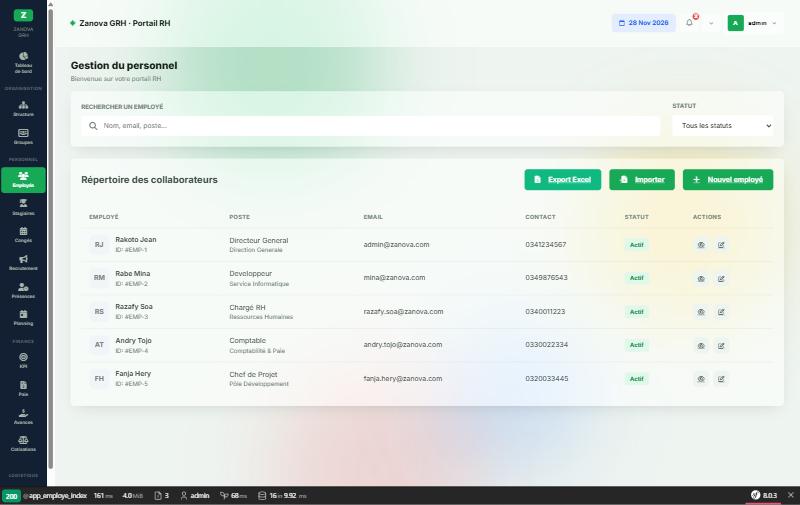 Z
ZANOVA
GRH
Tableau
de bord
ORGANISATION
Structure
Groupes
PERSONNEL
Employés
Stagiaires
Congés
Recrutement
Présences
Planning
FINANCE
KPI
Paie
Avances
Cotisations
LOGISTIQUE
Zanova GRH · Portail RH
28 Nov 2026
A admin
Gestion du personnel
Bienvenue sur votre portail RH
RECHERCHER UN EMPLOYÉ
STATUT
Nom, email, poste...
Tous les statuts
Répertoire des collaborateurs
Export Excel
Importer
Nouvel employé
EMPLOYÉ POSTE EMAIL CONTACT STATUT ACTIONS
RJ Rakoto Jean Directeur General admin@zanova.com 0341234567 Actif
ID: #EMP-1 Direction Generale
RM Rabe Mina Developpeur mina@zanova.com 0349876543 Actif
ID: #EMP-2 Service Informatique
RS Razafy Soa Chargé RH razafy.soa@zanova.com 0340011223 Actif
ID: #EMP-3 Ressources Humaines
AT Andry Tojo Comptable andry.tojo@zanova.com 0330022334 Actif
ID: #EMP-4 Comptabilité & Paie
FH Fanja Hery Chef de Projet fanja.hery@zanova.com 0320033445 Actif
ID: #EMP-5 Pôle Développement
200 @app_employe_index 161 ms 4.0 MiB 3 admin 68 ms 16 in 9.92 ms 8.0.3